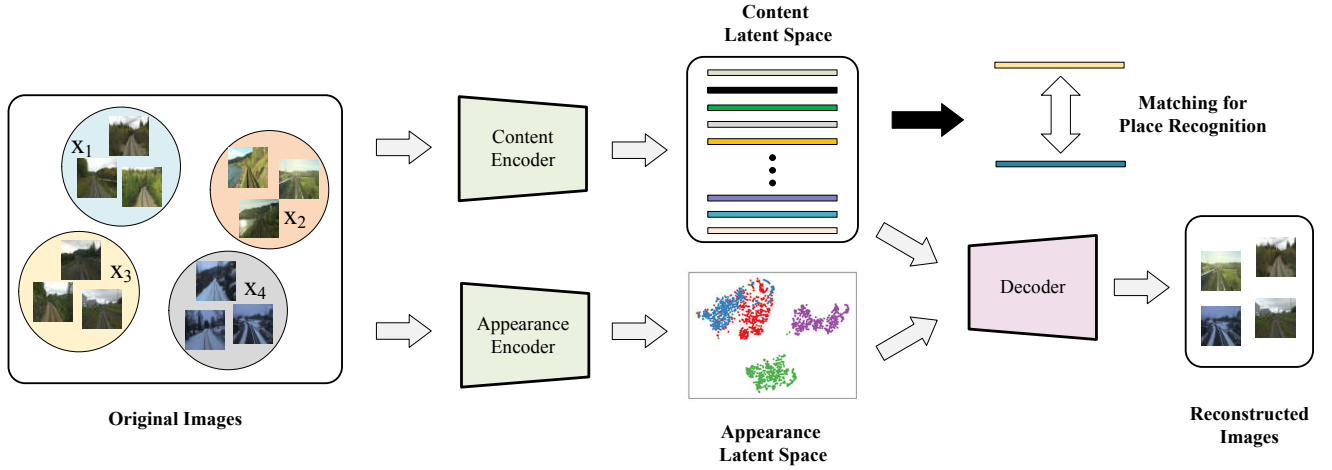 Content
Latent Space
x1
x2
x3
x4
Content
Encoder
Matching for
Place Recognition
Appearance
Encoder
Decoder
Original Images
Appearance
Latent Space
Reconstructed
Images